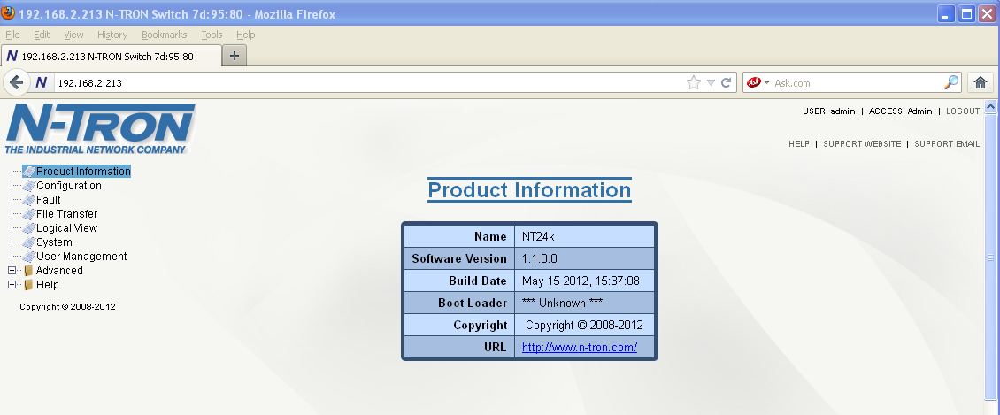 192.168.2.213 N-TRON Switch 7d:95:80 - Mozilla Firefox
File Edit View History Bookmarks Tools Help
N 192.168.2.213 N-TRON Switch 7d:95:80 +
N 192.168.2.213 Ask Ask.com
N-TRON
THE INDUSTRIAL NETWORK COMPANY
USER: admin | ACCESS: Admin | LOGOUT
HELP | SUPPORT WEBSITE | SUPPORT EMAIL
Product Information
Configuration
Fault
File Transfer
Logical View
System
User Management
Advanced
Help
Copyright © 2008-2012
Product Information
Name NT24k
Software Version 1.1.0.0
Build Date May 15 2012, 15:37:08
Boot Loader *** Unknown ***
Copyright Copyright © 2008-2012
URL http://www.n-tron.com/